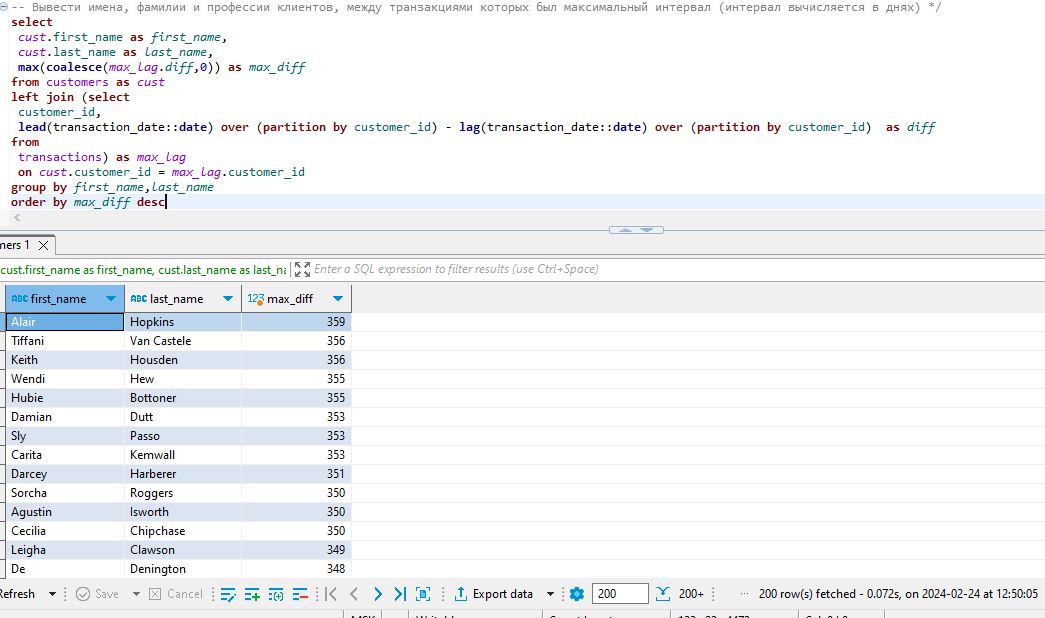 -- Вывести имена, фамилии и профессии клиентов, между транзакциями которых был максимальный интервал (интервал вычисляется в днях) */
select
cust.first_name as first_name,
cust.last_name as last_name,
max(coalesce(max_lag.diff,0)) as max_diff
from customers as cust
left join (select
customer_id,
lead(transaction_date::date) over (partition by customer_id) - lag(transaction_date::date) over (partition by customer_id)  as diff
from
transactions) as max_lag
on cust.customer_id = max_lag.customer_id
group by first_name,last_name
order by max_diff desc
mers 1
cust.first_name as first_name, cust.last_name as last_na Enter a SQL expression to filter results (use Ctrl+Space)
ABC first_name ABC last_name 123 max_diff
Alair Hopkins 359
Tiffani Van Castele 356
Keith Housden 356
Wendi Hew 355
Hubie Bottoner 355
Damian Dutt 353
Sly Passo 353
Carita Kemwall 353
Darcey Harberer 351
Sorcha Roggers 350
Agustin Isworth 350
Cecilia Chipchase 350
Leigha Clawson 349
De Denington 348
Refresh Save Cancel Export data 200 200+ ... 200 row(s) fetched - 0.072s, on 2024-02-24 at 12:50:05